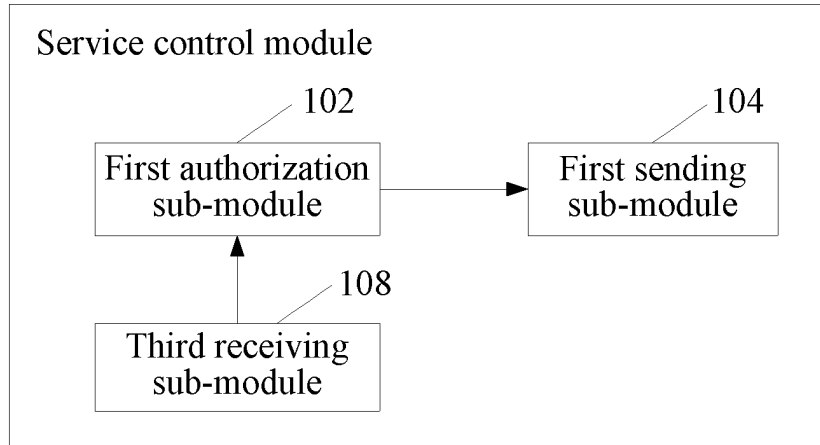 Service control module
102
First authorization
sub-module
104
First sending
sub-module
108
Third receiving
sub-module